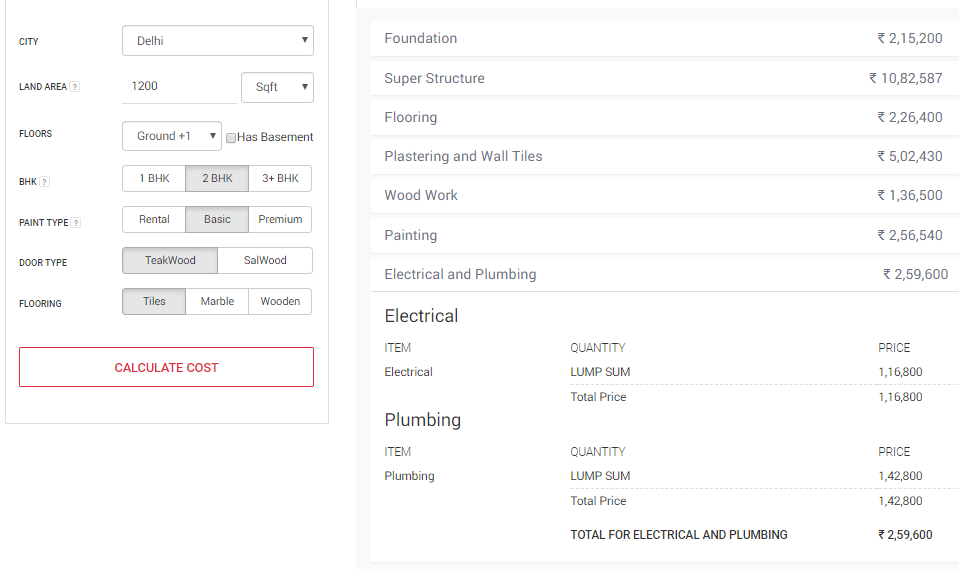 CITY Delhi
LAND AREA ? 1200 Sqft
FLOORS Ground +1 Has Basement
BHK ? 1 BHK 2 BHK 3+ BHK
PAINT TYPE ? Rental Basic Premium
DOOR TYPE TeakWood SalWood
FLOORING Tiles Marble Wooden
CALCULATE COST
Foundation ₹ 2,15,200
Super Structure ₹ 10,82,587
Flooring ₹ 2,26,400
Plastering and Wall Tiles ₹ 5,02,430
Wood Work ₹ 1,36,500
Painting ₹ 2,56,540
Electrical and Plumbing ₹ 2,59,600
Electrical
ITEM QUANTITY PRICE
Electrical LUMP SUM 1,16,800
Total Price 1,16,800
Plumbing
ITEM QUANTITY PRICE
Plumbing LUMP SUM 1,42,800
Total Price 1,42,800
TOTAL FOR ELECTRICAL AND PLUMBING ₹ 2,59,600